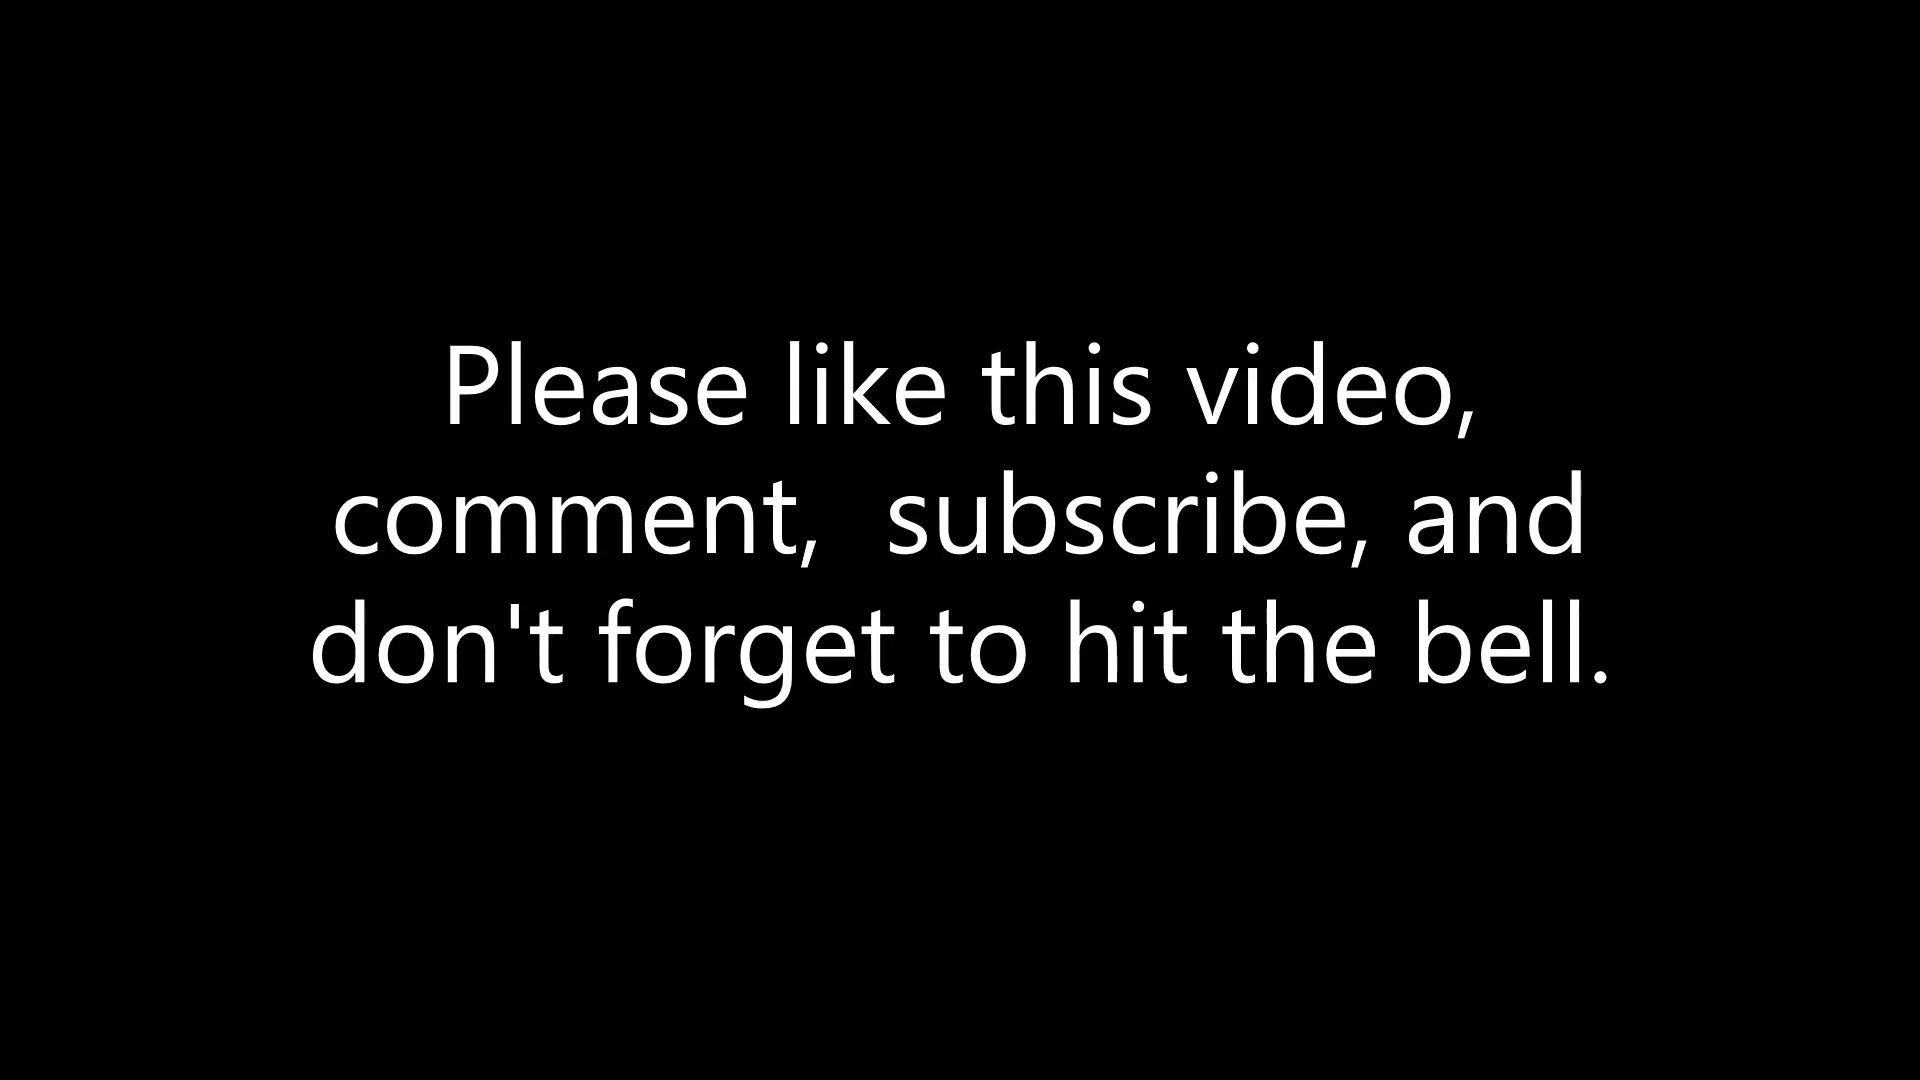 Please like this video,
comment,  subscribe, and
don't forget to hit the bell.